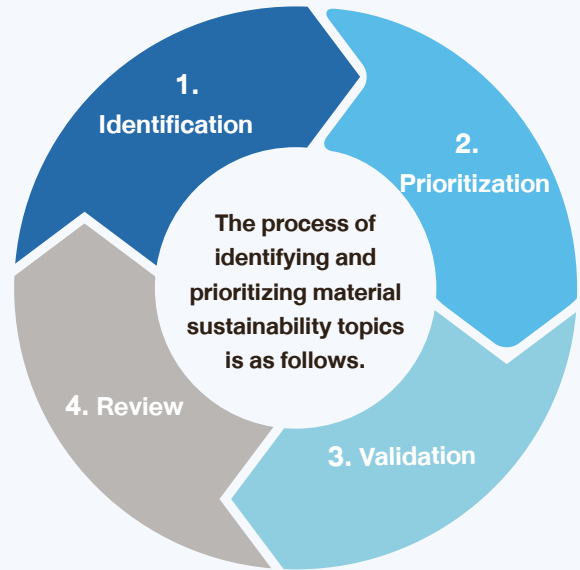 1.
Identification
2.
Prioritization
The process of
identifying and
prioritizing material
sustainability topics
is as follows.
4. Review
3. Validation